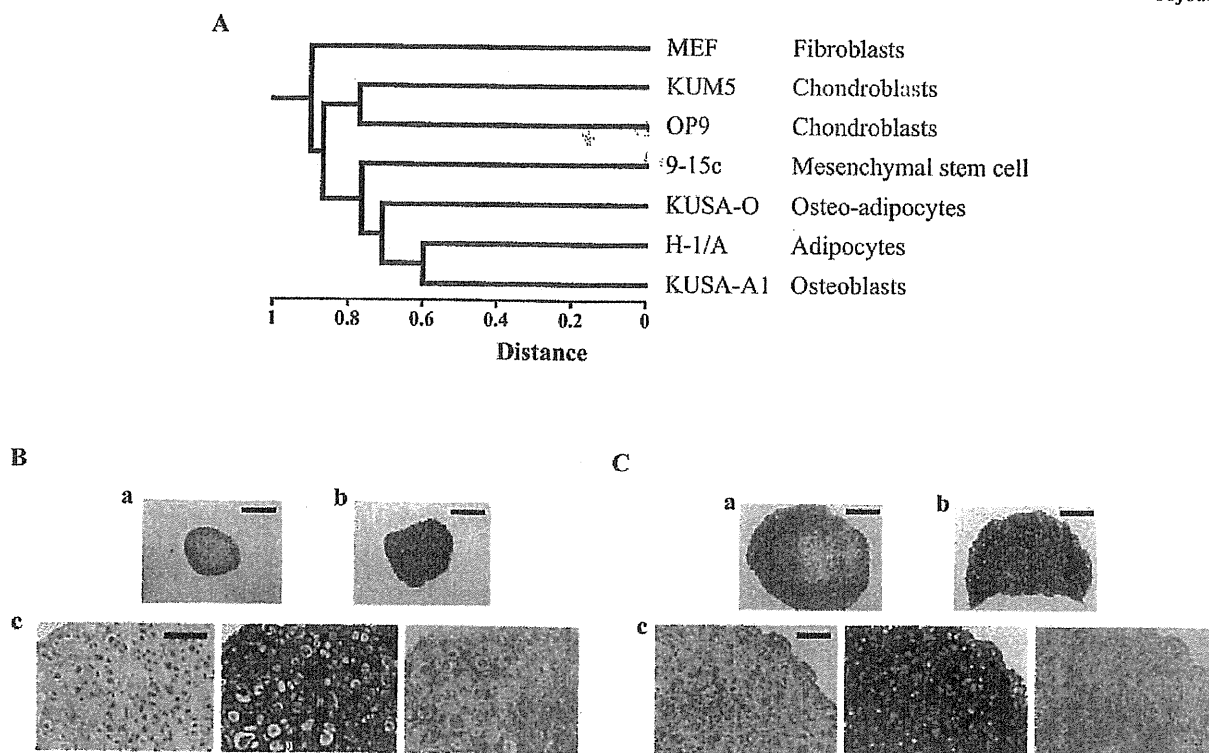 A
MEF Fibroblasts
KUM5 Chondroblasts
OP9 Chondroblasts
9-15c Mesenchymal stem cell
KUSA-O Osteo-adipocytes
H-1/A Adipocytes
KUSA-A1 Osteoblasts
1 0.8 0.6 0.4 0.2 0
Distance
B
a b
c
C
a b
c